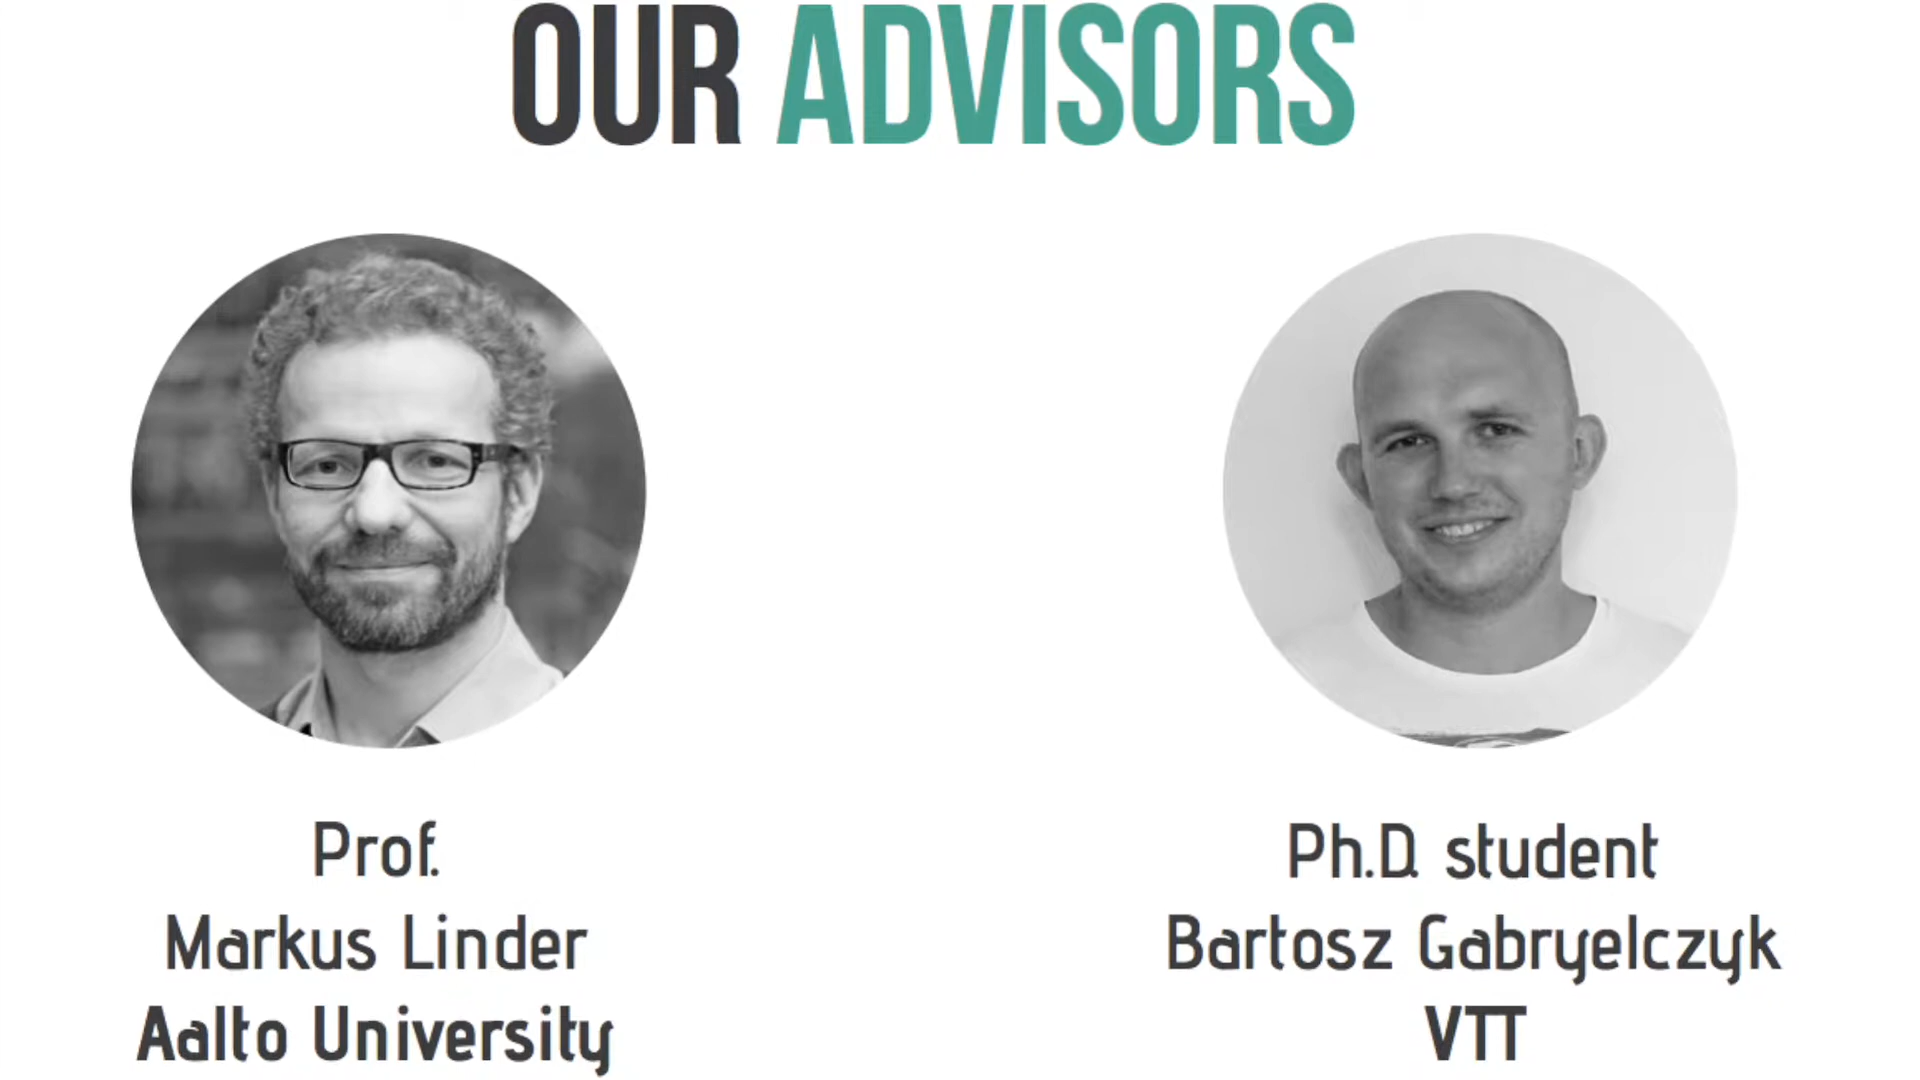 OUR ADVISORS
Prof.
Markus Linder
Aalto University
Ph.D. student
Bartosz Gabryelczyk
VTT